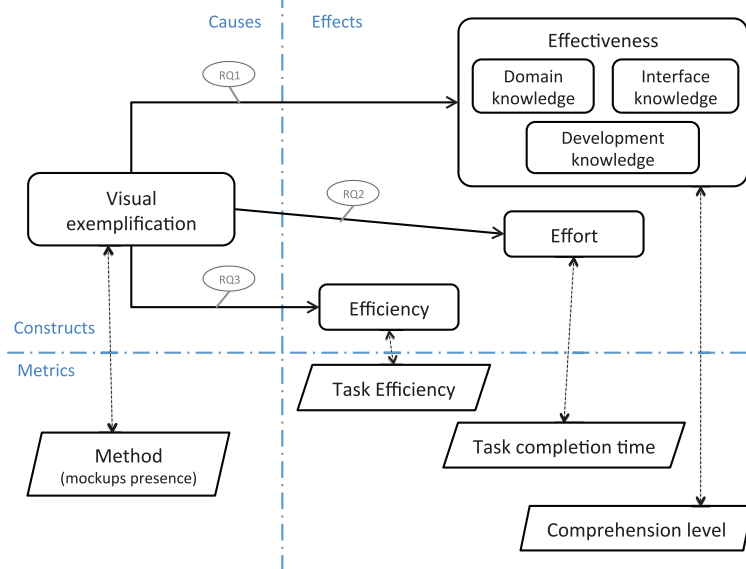 Causes
Effects
Effectiveness
Domain
knowledge
Interface
knowledge
Development
knowledge
RQ1
Visual
exemplification
RQ2
Effort
RQ3
Efficiency
Constructs
Metrics
Task Efficiency
Method
(mockups presence)
Task completion time
Comprehension level